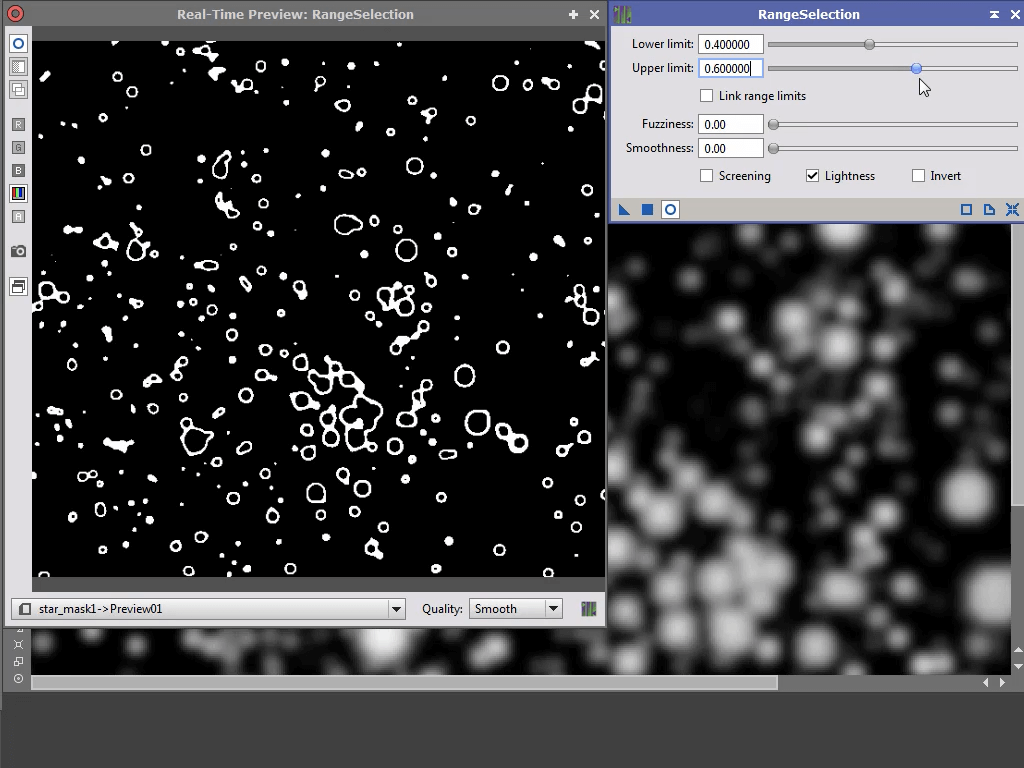 Real-Time Preview: RangeSelection
RangeSelection
Lower limit: 0.400000
Upper limit: 0.600000
Link range limits
Fuzziness: 0.00
Smoothness: 0.00
Screening Lightness Invert
R
G
B
A
star_mask1->Preview01 Quality: Smooth